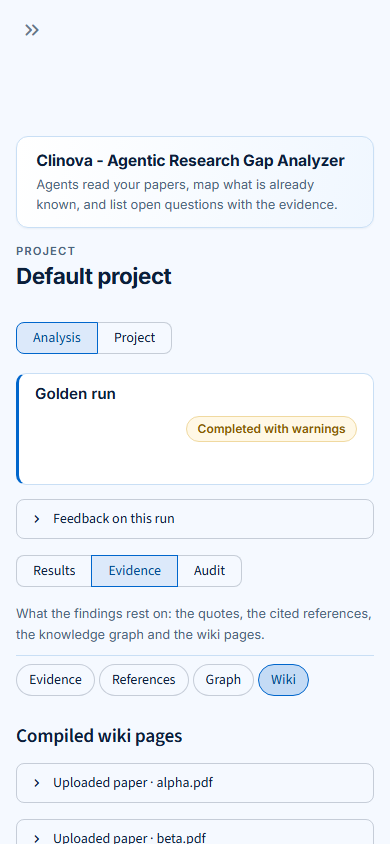 Clinova - Agentic Research Gap Analyzer
Agents read your papers, map what is already
known, and list open questions with the evidence.
PROJECT
Default project
Analysis
Project
Golden run
Completed with warnings
Feedback on this run
Results
Evidence
Audit
What the findings rest on: the quotes, the cited references,
the knowledge graph and the wiki pages.
Evidence
References
Graph
Wiki
Compiled wiki pages
Uploaded paper · alpha.pdf
Uploaded paper · beta.pdf